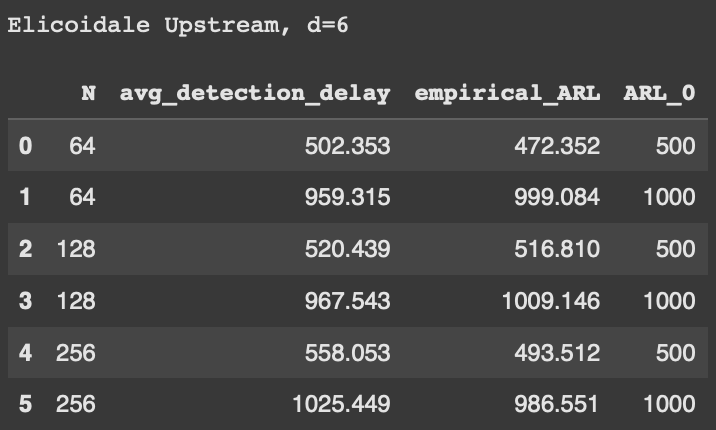 Elicoidale Upstream, d=6
N avg_detection_delay empirical_ARL ARL_0
0 64 502.353 472.352 500
1 64 959.315 999.084 1000
2 128 520.439 516.810 500
3 128 967.543 1009.146 1000
4 256 558.053 493.512 500
5 256 1025.449 986.551 1000